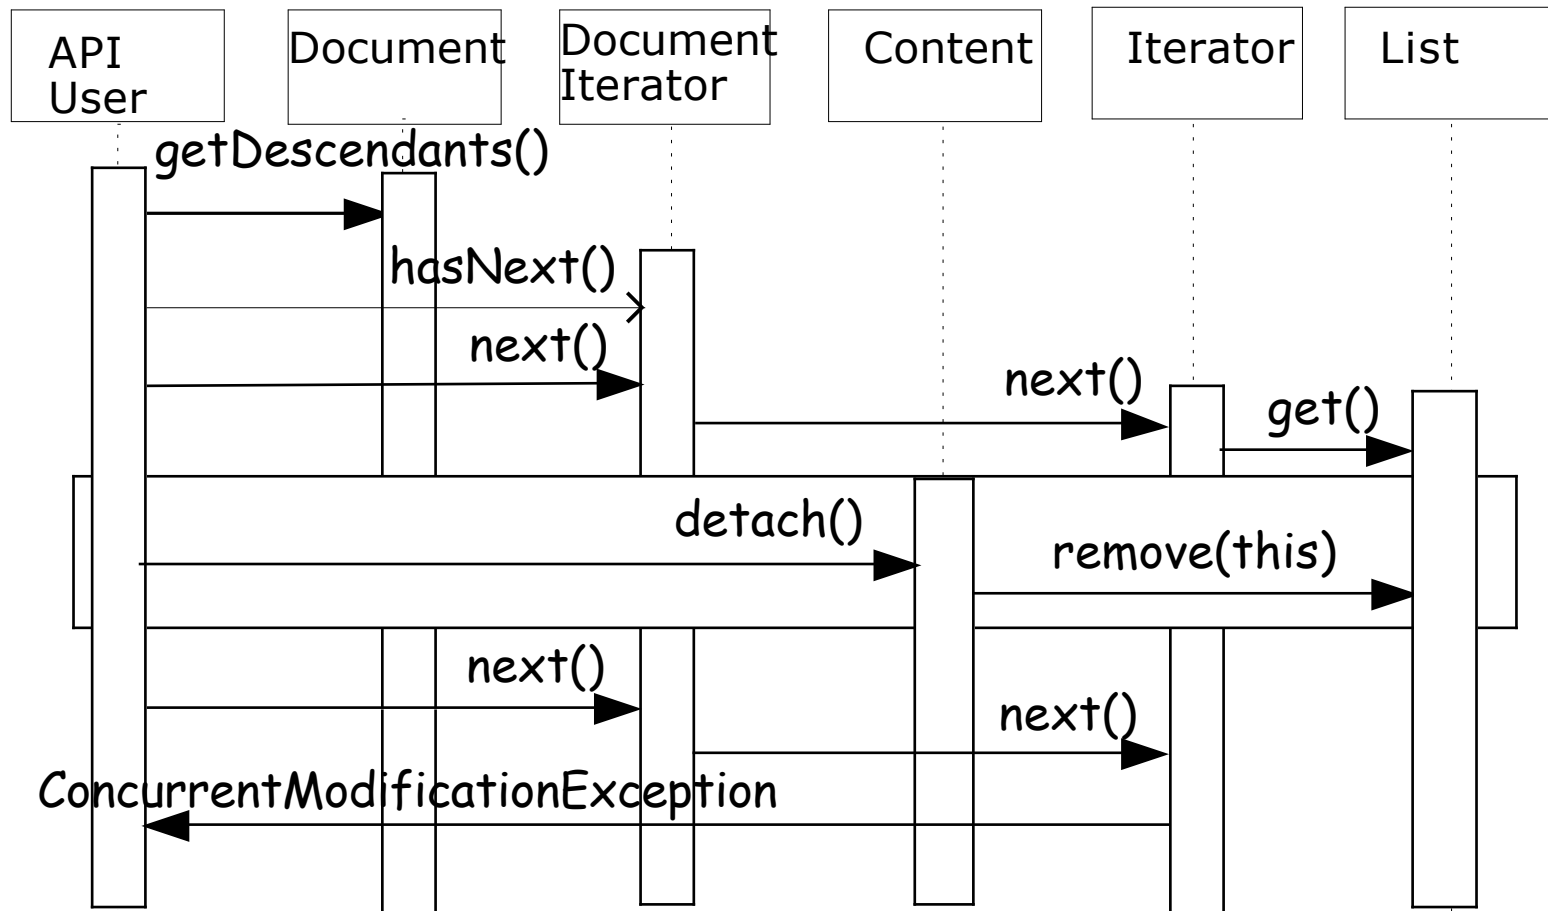 API
User
Document
Document
Iterator
Content
Iterator
List
getDescendants()
hasNext()
next()
next()
get()
detach()
remove(this)
next()
next()
ConcurrentModificationException